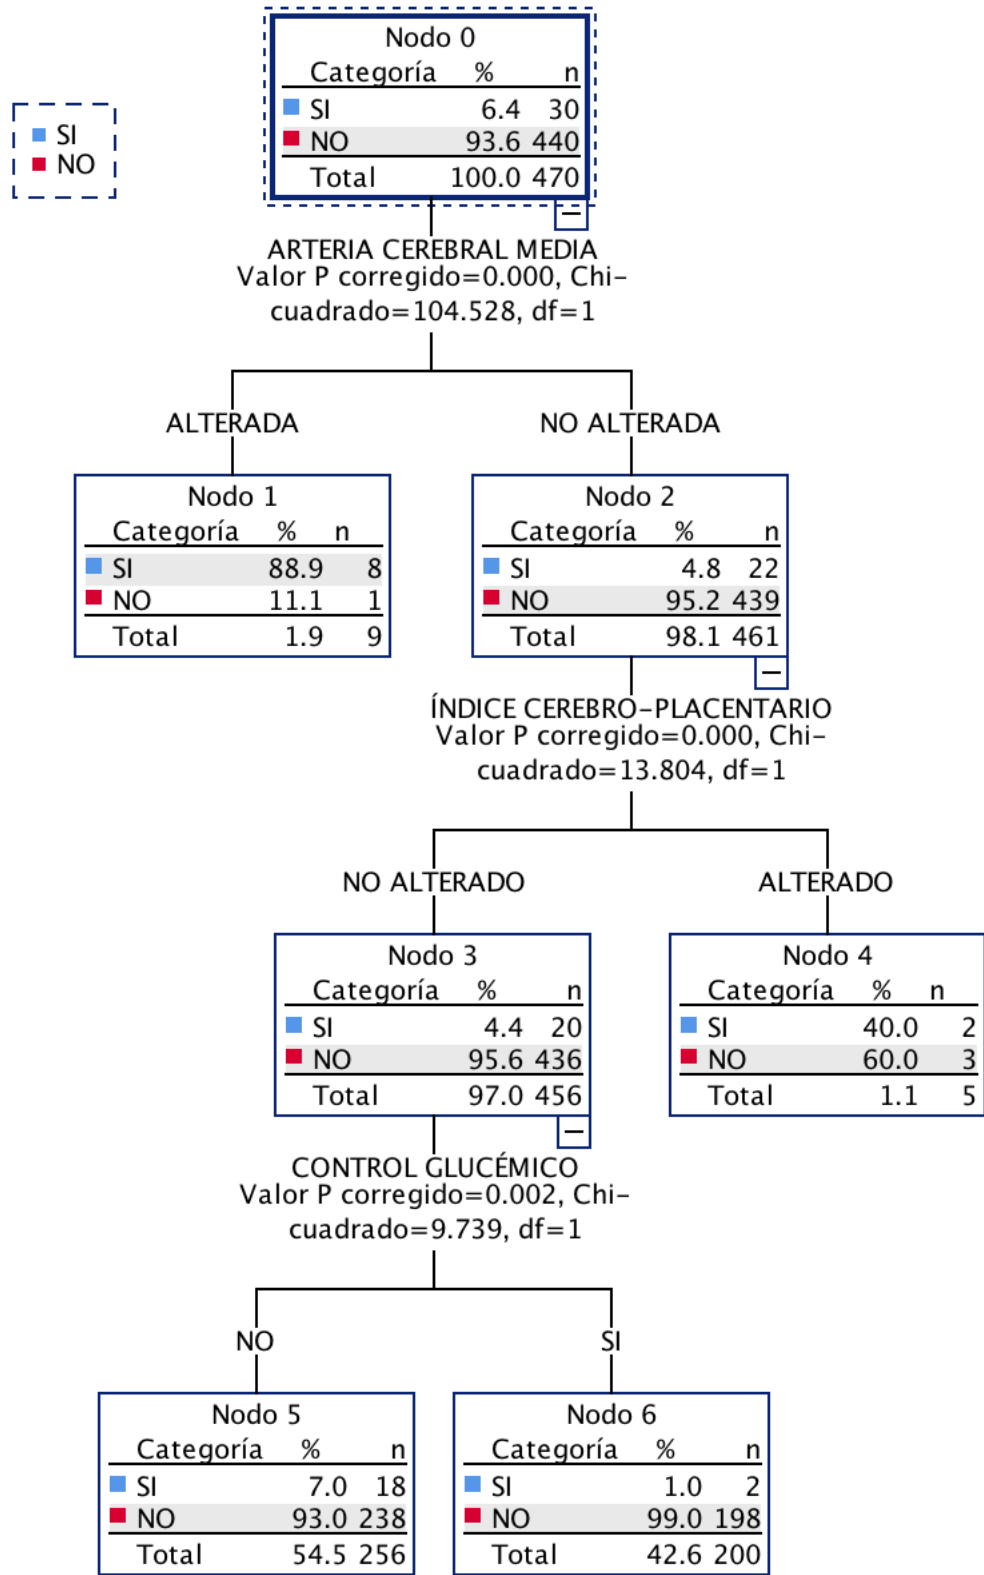 Nodo 0
Categoría % n
SI 6.4 30
NO 93.6 440
Total 100.0 470
SI
NO
ARTERIA CEREBRAL MEDIA
Valor P corregido=0.000, Chi-
cuadrado=104.528, df=1
ALTERADA
NO ALTERADA
Nodo 1
Categoría % n
SI 88.9 8
NO 11.1 1
Total 1.9 9
Nodo 2
Categoría % n
SI 4.8 22
NO 95.2 439
Total 98.1 461
ÍNDICE CEREBRO-PLACENTARIO
Valor P corregido=0.000, Chi-
cuadrado=13.804, df=1
NO ALTERADO
ALTERADO
Nodo 3
Categoría % n
SI 4.4 20
NO 95.6 436
Total 97.0 456
Nodo 4
Categoría % n
SI 40.0 2
NO 60.0 3
Total 1.1 5
CONTROL GLUCÉMICO
Valor P corregido=0.002, Chi-
cuadrado=9.739, df=1
NO
SI
Nodo 5
Categoría % n
SI 7.0 18
NO 93.0 238
Total 54.5 256
Nodo 6
Categoría % n
SI 1.0 2
NO 99.0 198
Total 42.6 200